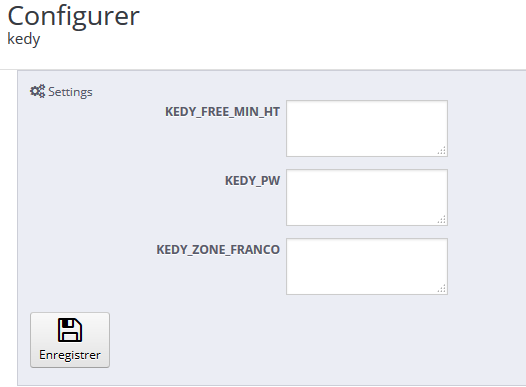 Configurer
kedy
Settings
KEDY_FREE_MIN_HT
KEDY_PW
KEDY_ZONE_FRANCO
Enregistrer